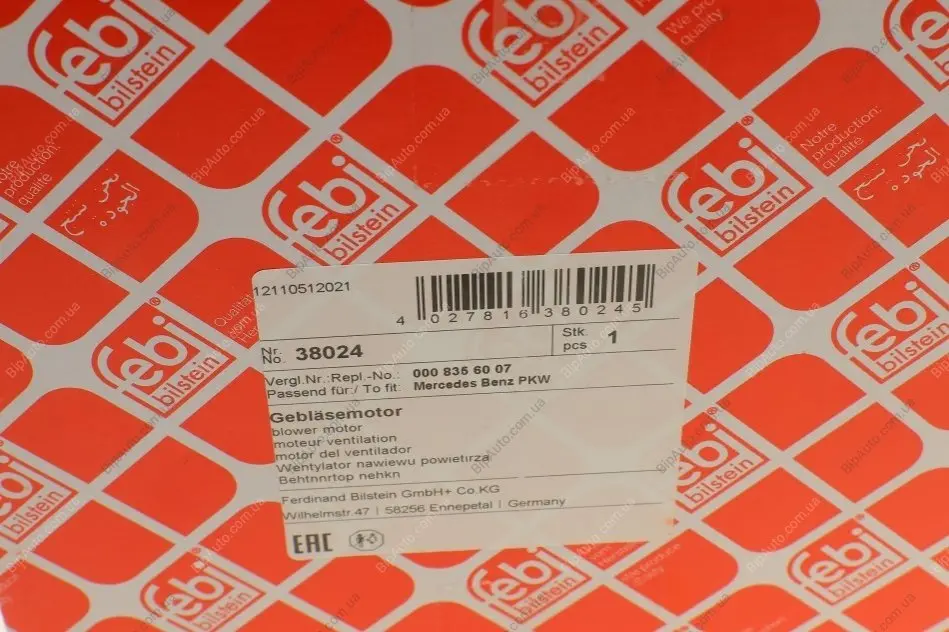 febi
bilstein
We pro
quality
Notre
production:
qualité
12110512021
4 027816 380245
Nr.
No. 38024
Stk.
pcs 1
Vergl.Nr.:Repl.-No.: 000 835 60 07
Passend für:/ To fit: Mercedes Benz PKW
Gebläsemotor
blower motor
moteur ventilation
motor del ventilador
Wentylator nawiewu powietirza
Behtnnrtop nehkn
Ferdinand Bilstein GmbH+ Co.KG
Wilhelmstr.47 | 58256 Ennepetal | Germany
EAC
BipAuto.com.ua